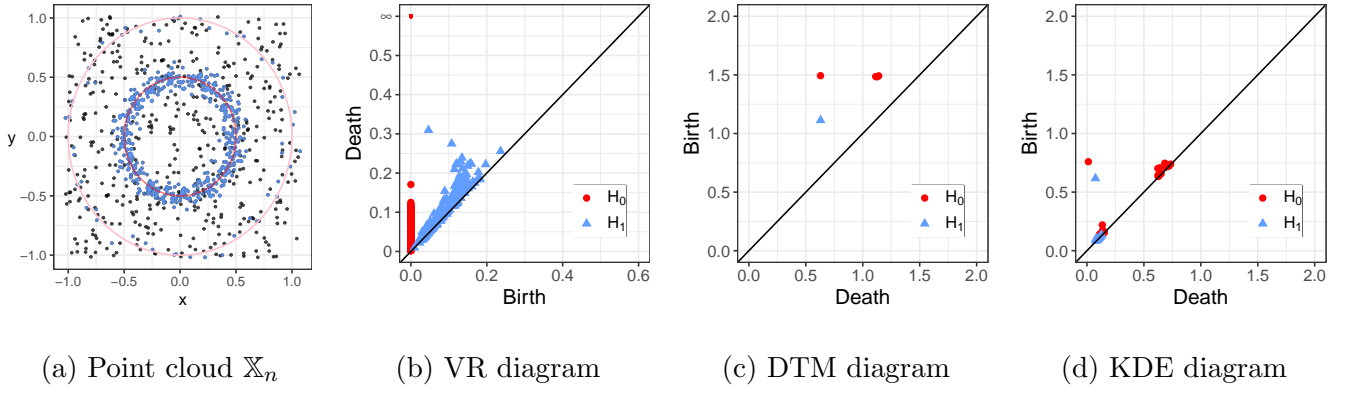 1.0
0.5
0.0
−0.5
−1.0
y
−1.0 −0.5 0.0 0.5 1.0
x
(a) Point cloud 𝕏n
∞
0.5
0.4
0.3
0.2
0.1
0
Death
0.0 0.2 0.4 0.6
Birth
H0
H1
(b) VR diagram
2.0
1.5
1.0
0.5
0.0
Birth
0.0 0.5 1.0 1.5 2.0
Death
H0
H1
(c) DTM diagram
2.0
1.5
1.0
0.5
0.0
Birth
0.0 0.5 1.0 1.5 2.0
Death
H0
H1
(d) KDE diagram